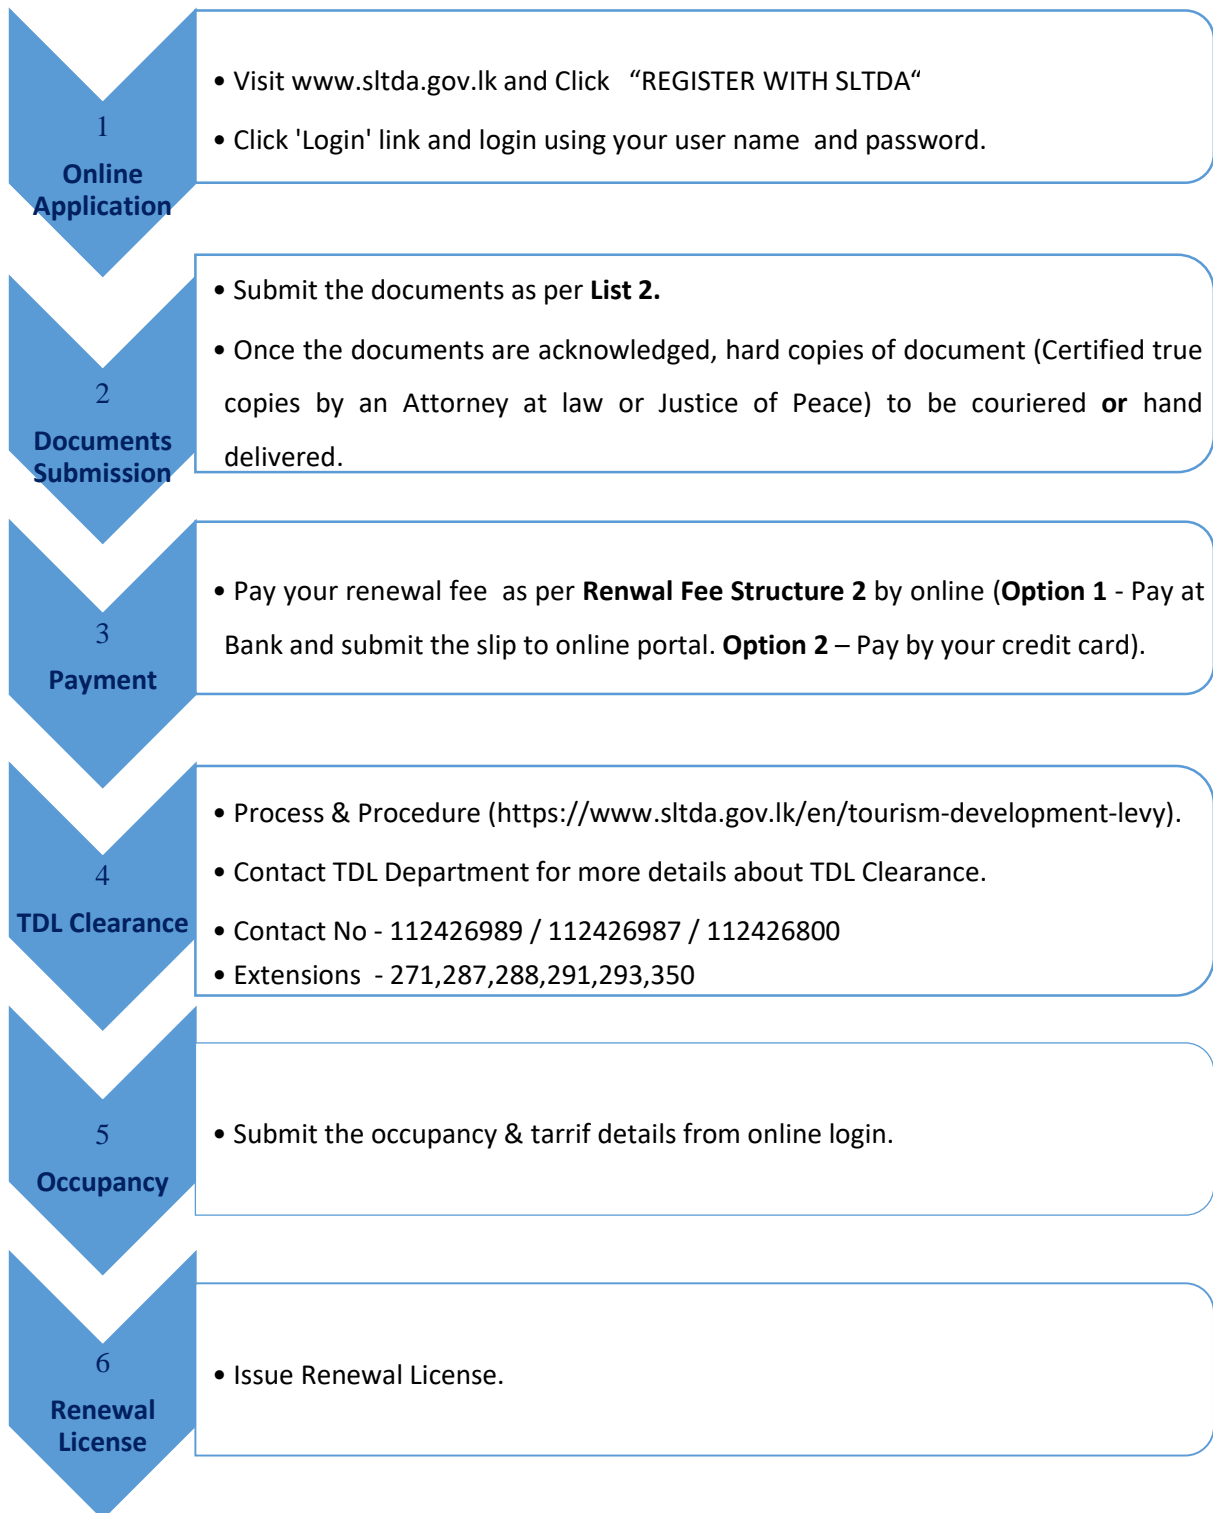 1
Online
Application
• Visit www.sltda.gov.lk and Click “REGISTER WITH SLTDA“
• Click 'Login' link and login using your user name and password.
2
Documents
Submission
• Submit the documents as per List 2.
• Once the documents are acknowledged, hard copies of document (Certified true
copies by an Attorney at law or Justice of Peace) to be couriered or hand
delivered.
3
Payment
• Pay your renewal fee as per Renwal Fee Structure 2 by online (Option 1 - Pay at
Bank and submit the slip to online portal. Option 2 – Pay by your credit card).
4
TDL Clearance
• Process & Procedure (https://www.sltda.gov.lk/en/tourism-development-levy).
• Contact TDL Department for more details about TDL Clearance.
• Contact No - 112426989 / 112426987 / 112426800
• Extensions - 271,287,288,291,293,350
5
Occupancy
• Submit the occupancy & tarrif details from online login.
6
Renewal
License
• Issue Renewal License.